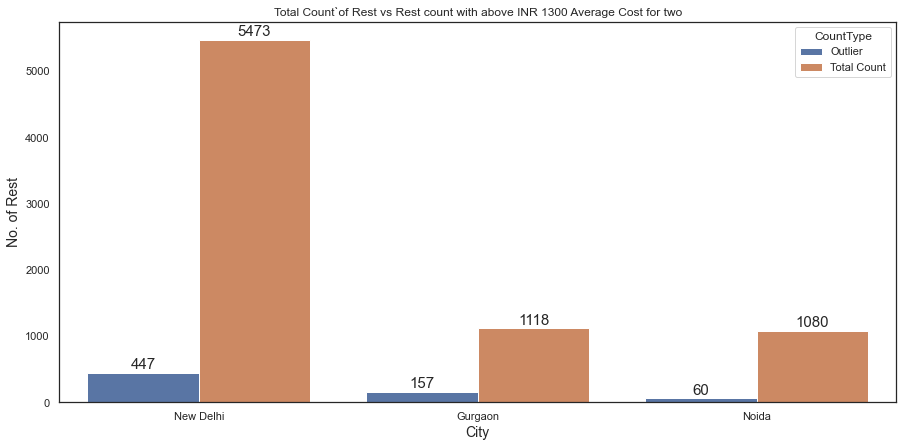 Total Count`of Rest vs Rest count with above INR 1300 Average Cost for two
CountType
Outlier
Total Count
No. of Rest
5000
4000
3000
2000
1000
0
447
5473
157
1118
60
1080
New Delhi
Gurgaon
Noida
City